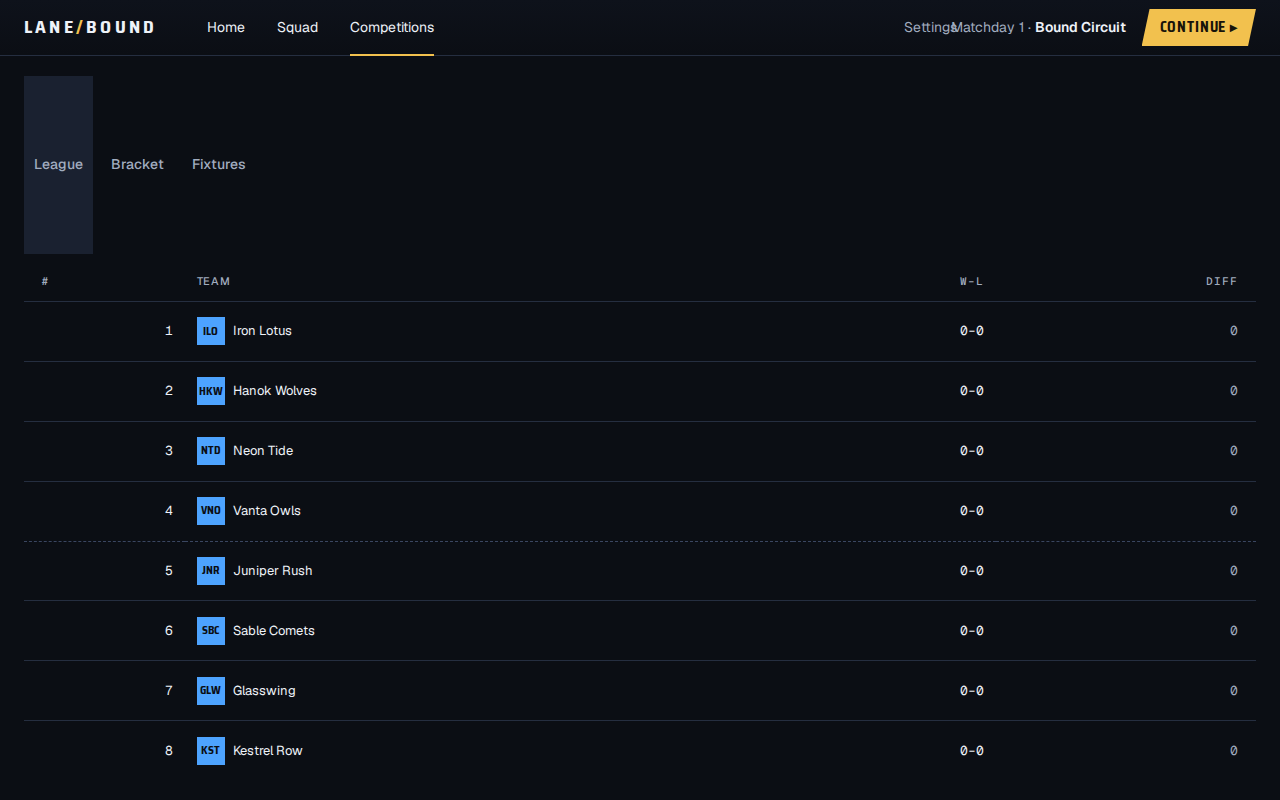 LANE/BOUND Home Squad Competitions Settings Matchday 1 · Bound Circuit CONTINUE ▸
League Bracket Fixtures
# TEAM W-L DIFF
1 ILO Iron Lotus 0-0 0
2 HKW Hanok Wolves 0-0 0
3 NTD Neon Tide 0-0 0
4 VNO Vanta Owls 0-0 0
5 JNR Juniper Rush 0-0 0
6 SBC Sable Comets 0-0 0
7 GLW Glasswing 0-0 0
8 KST Kestrel Row 0-0 0